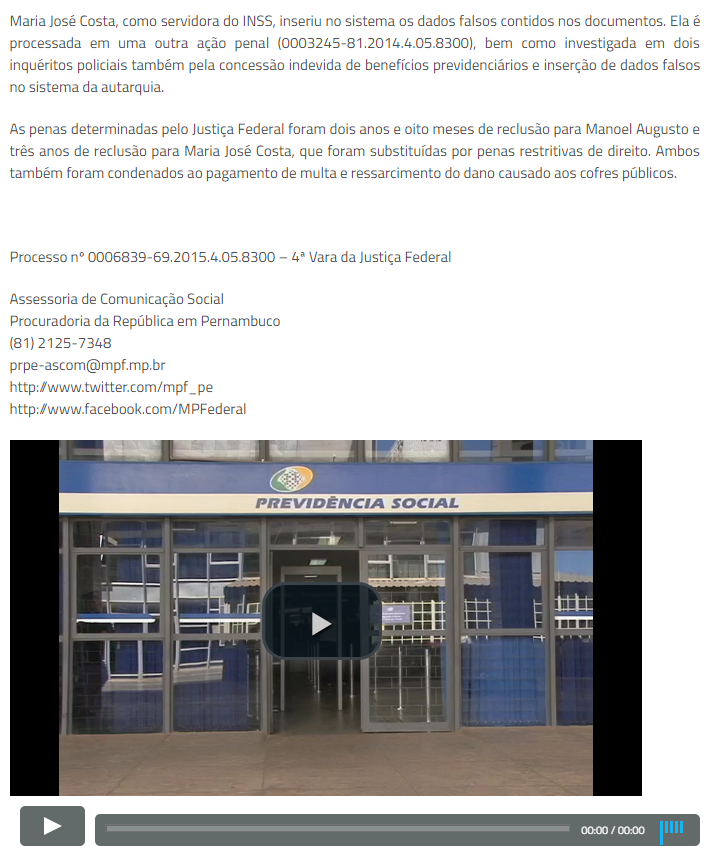 Maria José Costa, como servidora do INSS, inseriu no sistema os dados falsos contidos nos documentos. Ela é
processada em uma outra ação penal (0003245-81.2014.4.05.8300), bem como investigada em dois
inquéritos policiais também pela concessão indevida de benefícios previdenciários e inserção de dados falsos
no sistema da autarquia.
As penas determinadas pelo Justiça Federal foram dois anos e oito meses de reclusão para Manoel Augusto e
três anos de reclusão para Maria José Costa, que foram substituídas por penas restritivas de direito. Ambos
também foram condenados ao pagamento de multa e ressarcimento do dano causado aos cofres públicos.
Processo nº 0006839-69.2015.4.05.8300 – 4ª Vara da Justiça Federal
Assessoria de Comunicação Social
Procuradoria da República em Pernambuco
(81) 2125-7348
prpe-ascom@mpf.mp.br
http://www.twitter.com/mpf_pe
http://www.facebook.com/MPFederal
PREVIDÊNCIA SOCIAL
00:00 / 00:00